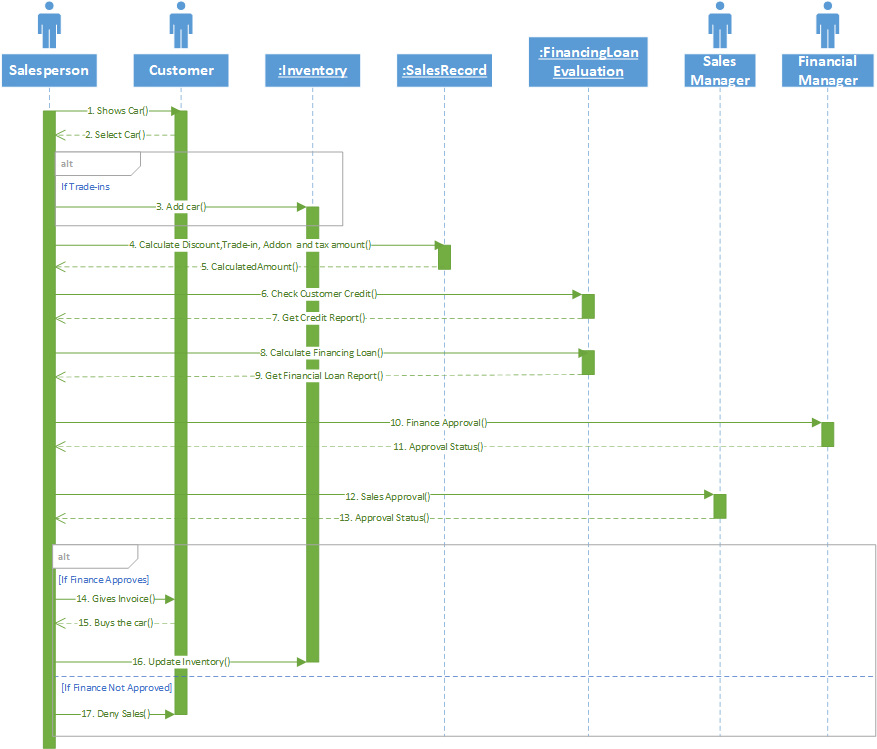 Salesperson
Customer
:Inventory
:SalesRecord
:FinancingLoan
Evaluation
Sales
Manager
Financial
Manager
1. Shows Car()
2. Select Car()
alt
If Trade-ins
3. Add car()
4. Calculate Discount,Trade-in, Addon and tax amount()
5. CalculatedAmount()
6. Check Customer Credit()
7. Get Credit Report()
8. Calculate Financing Loan()
9. Get Financial Loan Report()
10. Finance Approval()
11. Approval Status()
12. Sales Approval()
13. Approval Status()
alt
[If Finance Approves]
14. Gives Invoice()
15. Buys the car()
16. Update Inventory()
[If Finance Not Approved]
17. Deny Sales()